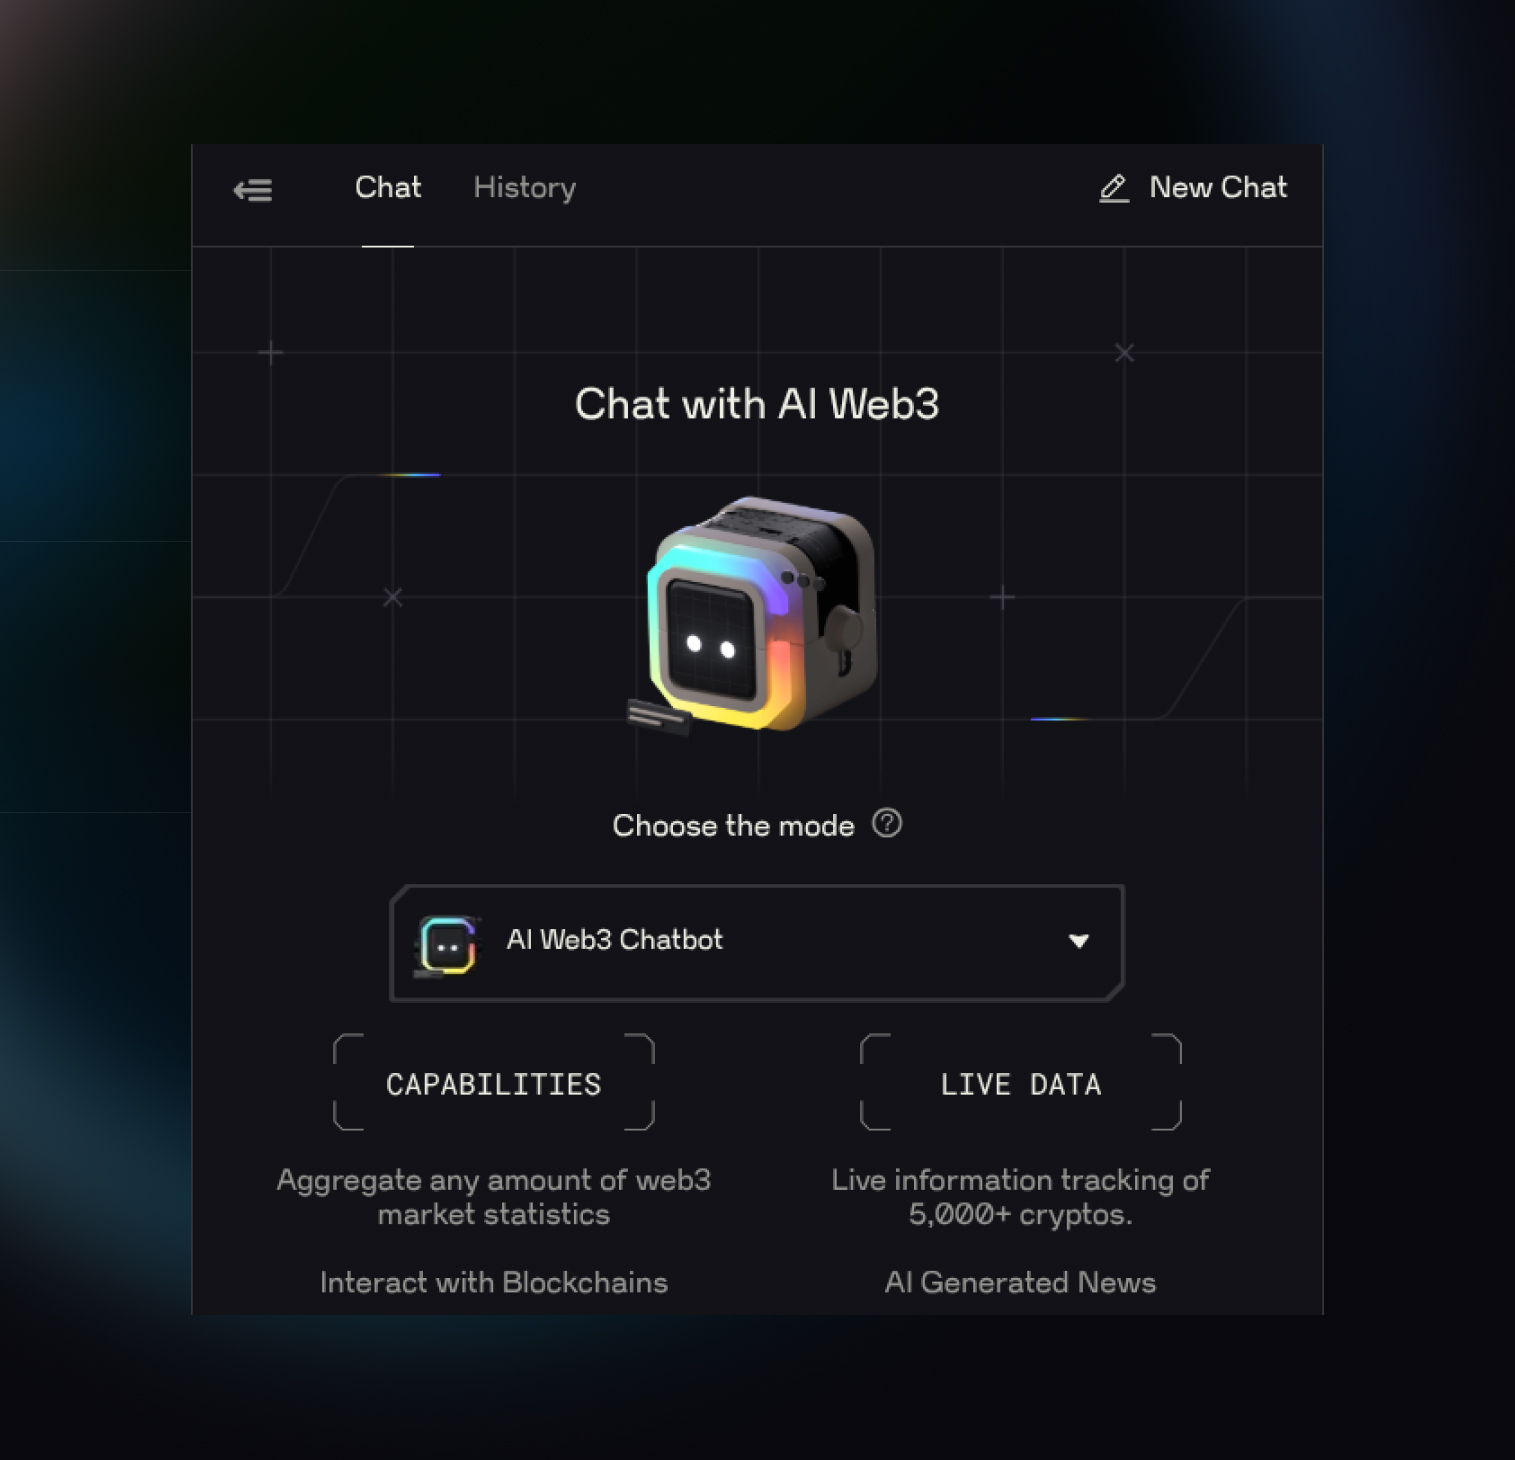 Chat
History
New Chat
Chat with AI Web3
Choose the mode
AI Web3 Chatbot
CAPABILITIES
Aggregate any amount of web3
market statistics
Interact with Blockchains
LIVE DATA
Live information tracking of
5,000+ cryptos.
AI Generated News